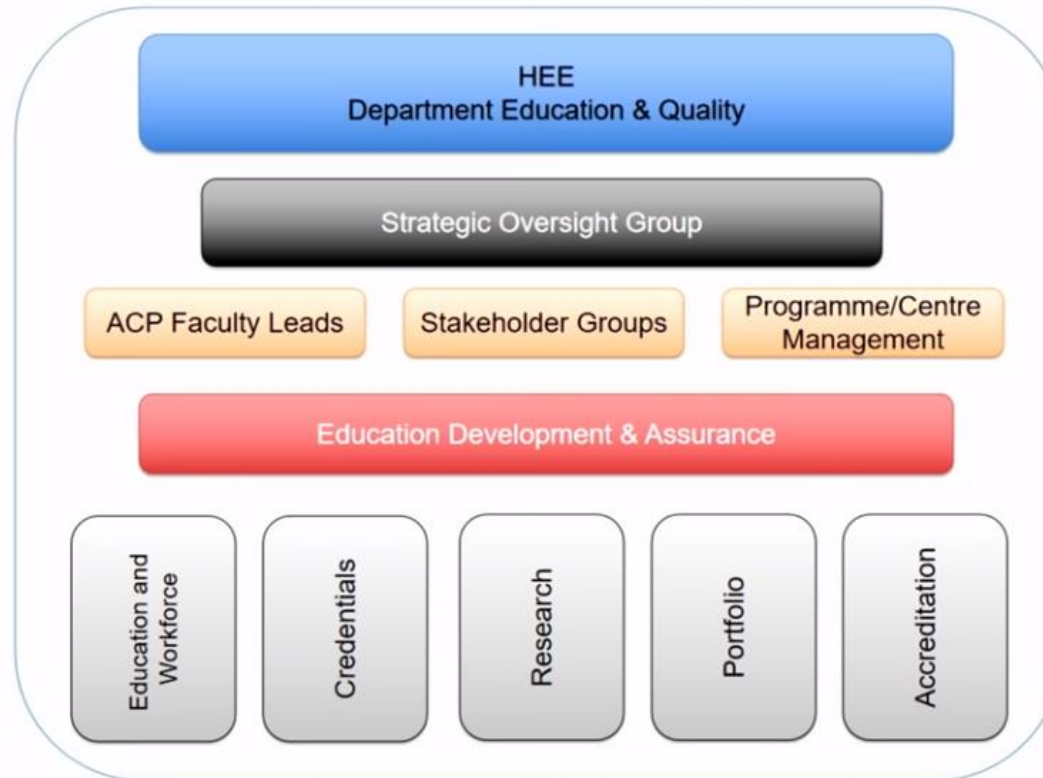 HEE
Department Education & Quality
Strategic Oversight Group
ACP Faculty Leads
Stakeholder Groups
Programme/Centre
Management
Education Development & Assurance
Education and
Workforce
Credentials
Research
Portfolio
Accreditation